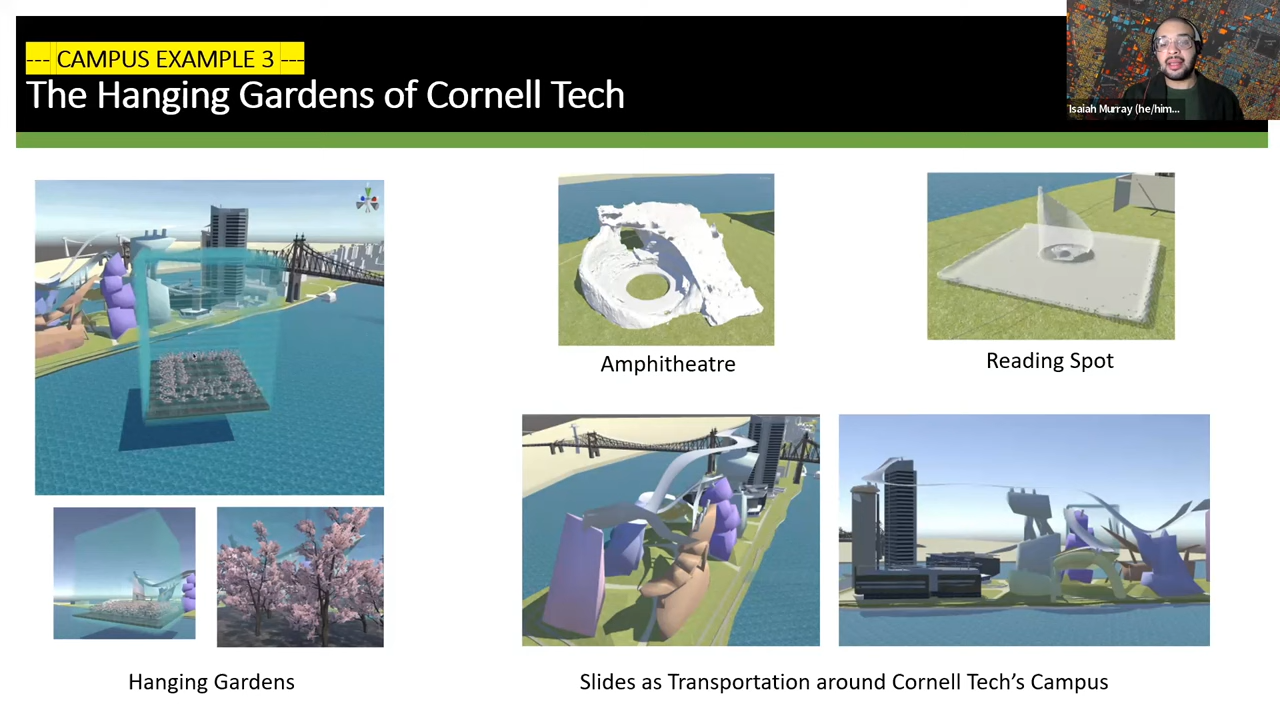 --- CAMPUS EXAMPLE 3 ---
The Hanging Gardens of Cornell Tech
Isaiah Murray (he/him...
Amphitheatre
Reading Spot
Hanging Gardens
Slides as Transportation around Cornell Tech's Campus